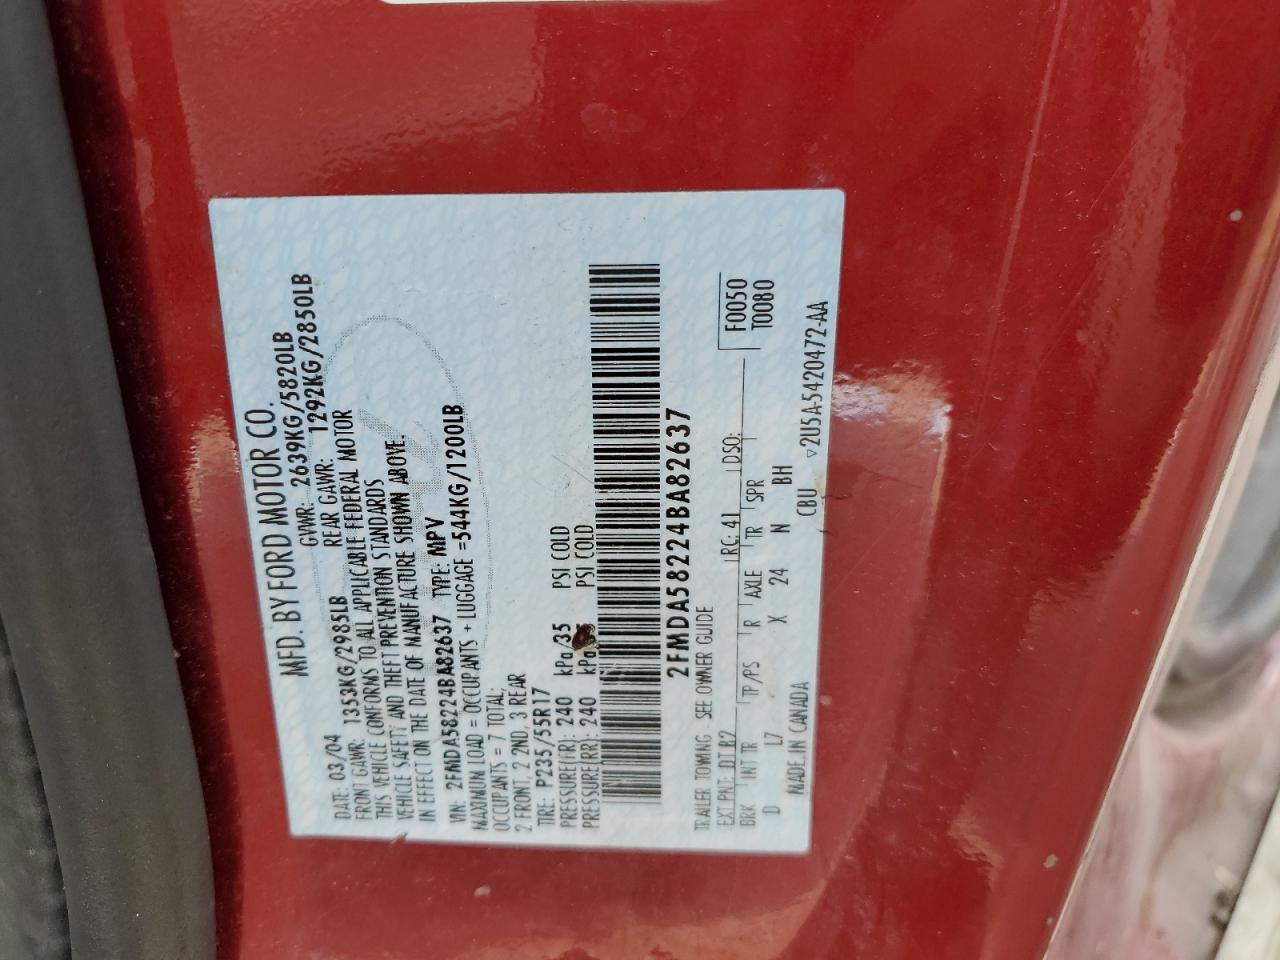 MFD. BY FORD MOTOR CO.
DATE: 03/04 GVWR: 2639KG/5820LB
FRONT GAWR: 1353KG/2985LB REAR GAWR: 1292KG/2850LB
THIS VEHICLE CONFORMS TO ALL APPLICABLE FEDERAL MOTOR
VEHICLE SAFETY AND THEFT PREVENTION STANDARDS
IN EFFECT ON THE DATE OF MANUFACTURE SHOWN ABOVE.
VIN: 2FMDA58224BA82637 TYPE: MPV
MAXIMUM LOAD = OCCUPANTS + LUGGAGE = 544KG/1200LB
OCCUPANTS = 7 TOTAL,
2 FRONT, 2 2ND, 3 REAR
TIRE: P235/55R17
PRESSURE(FR): 240 kPa/35 PSI COLD
PRESSURE(RR): 240 kPa/ PSI COLD
2FMDA58224BA82637
TRAILER TOWING SEE OWNER GUIDE F0050
EXT PNT: DT B2 RC: 41 DSO: T0080
BRK INT TR TP/PS R AXLE TR SPR
D L7 X 24 N BH
MADE IN CANADA CBU ▽2U5A-5420472-AA